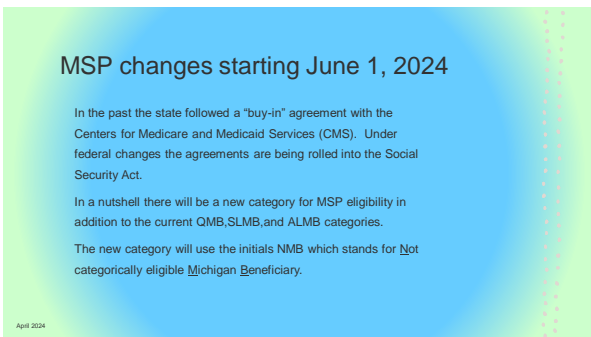 MSP changes starting June 1, 2024
In the past the state followed a “buy-in” agreement with the
Centers for Medicare and Medicaid Services (CMS).  Under
federal changes the agreements are being rolled into the Social
Security Act.
In a nutshell there will be a new category for MSP eligibility in
addition to the current QMB,SLMB,and ALMB categories.
The new category will use the initials NMB which stands for Not
categorically eligible Michigan Beneficiary.
April 2024